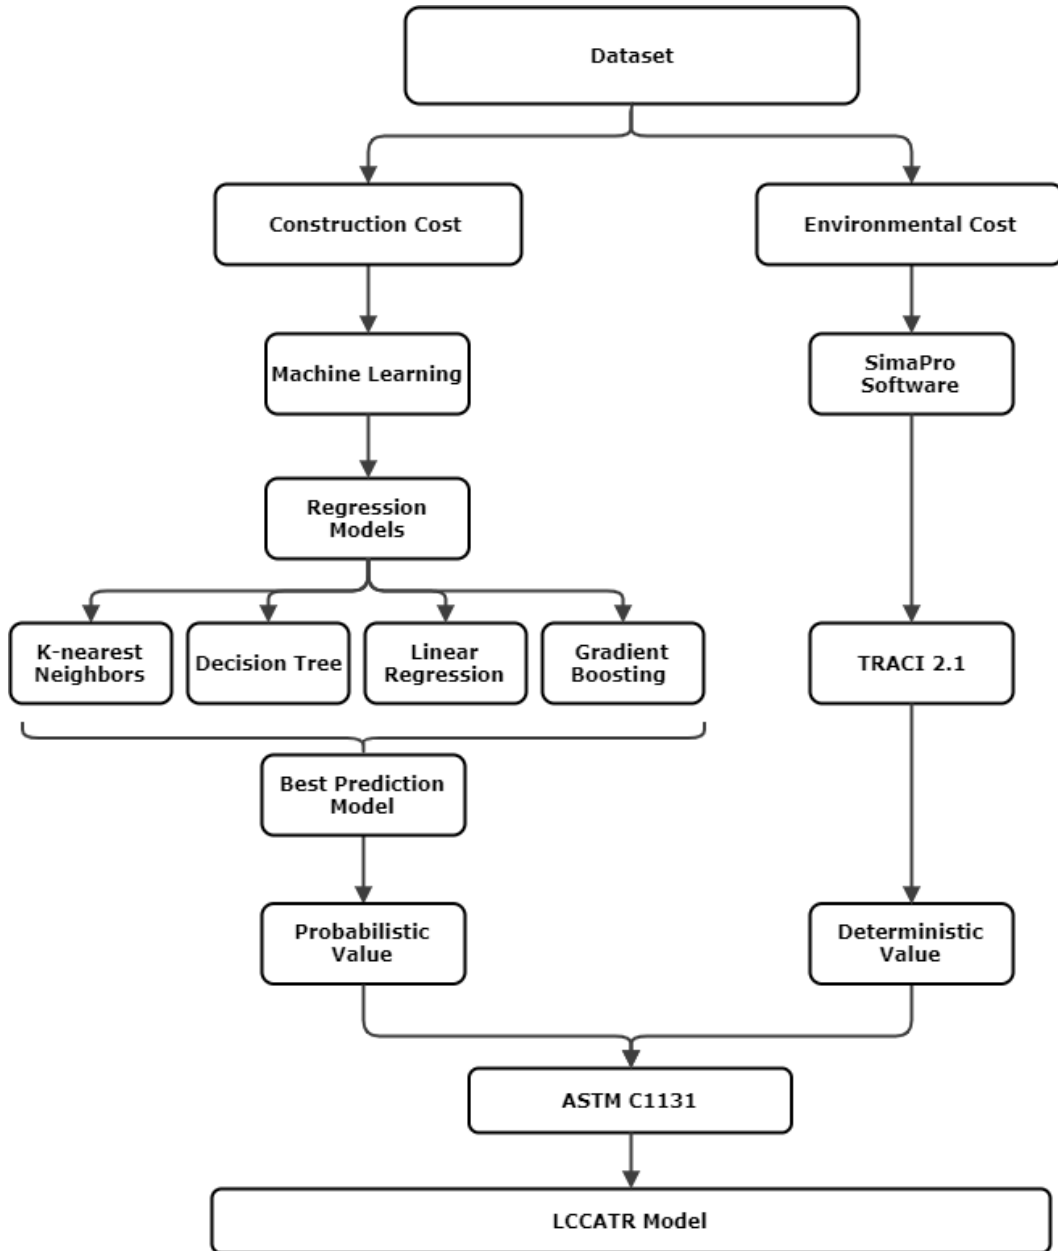 Dataset
Construction Cost
Environmental Cost
Machine Learning
SimaPro
Software
Regression
Models
K-nearest
Neighbors
Decision Tree
Linear
Regression
Gradient
Boosting
TRACI 2.1
Best Prediction
Model
Probabilistic
Value
Deterministic
Value
ASTM C1131
LCCATR Model